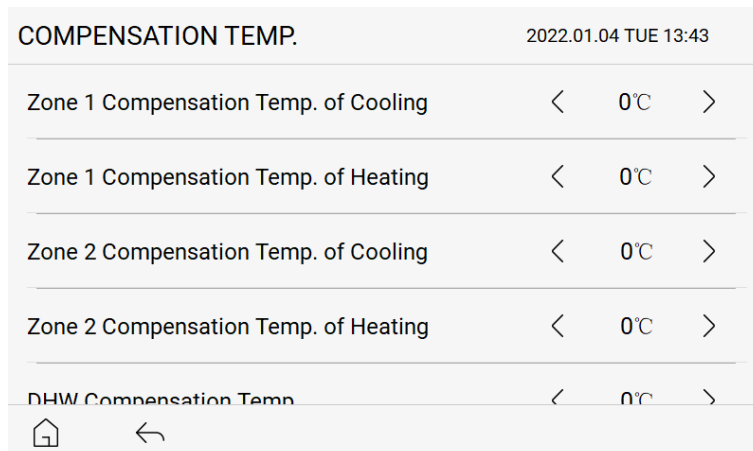 COMPENSATION TEMP. 2022.01.04 TUE 13:43
Zone 1 Compensation Temp. of Cooling 0℃
Zone 1 Compensation Temp. of Heating 0℃
Zone 2 Compensation Temp. of Cooling 0℃
Zone 2 Compensation Temp. of Heating 0℃
DHW Compensation Temp 0℃